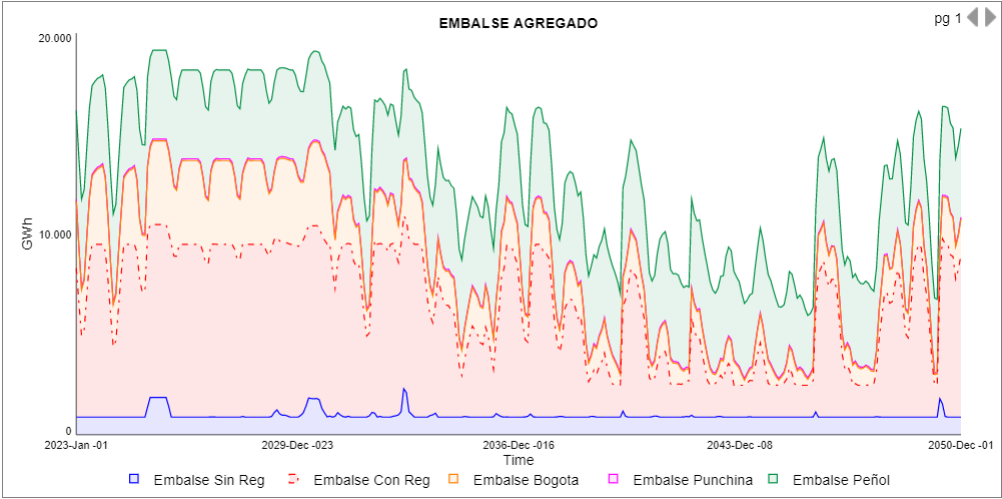 EMBALSE AGREGADO
pg 1
20.000
10.000
0
GWh
2023-Jan -01
2029-Dec -023
2036-Dec -016
2043-Dec -08
2050-Dec -01
Time
Embalse Sin Reg
Embalse Con Reg
Embalse Bogota
Embalse Punchina
Embalse Peñol